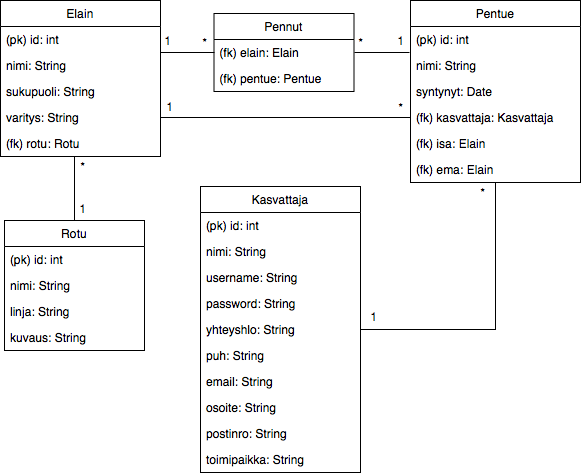 Elain
(pk) id: int
nimi: String
sukupuoli: String
varitys: String
(fk) rotu: Rotu
1
*
Pennut
(fk) elain: Elain
(fk) pentue: Pentue
*
1
1
*
Pentue
(pk) id: int
nimi: String
syntynyt: Date
(fk) kasvattaja: Kasvattaja
(fk) isa: Elain
(fk) ema: Elain
*
1
*
1
Rotu
(pk) id: int
nimi: String
linja: String
kuvaus: String
Kasvattaja
(pk) id: int
nimi: String
username: String
password: String
yhteyshlo: String
puh: String
email: String
osoite: String
postinro: String
toimipaikka: String